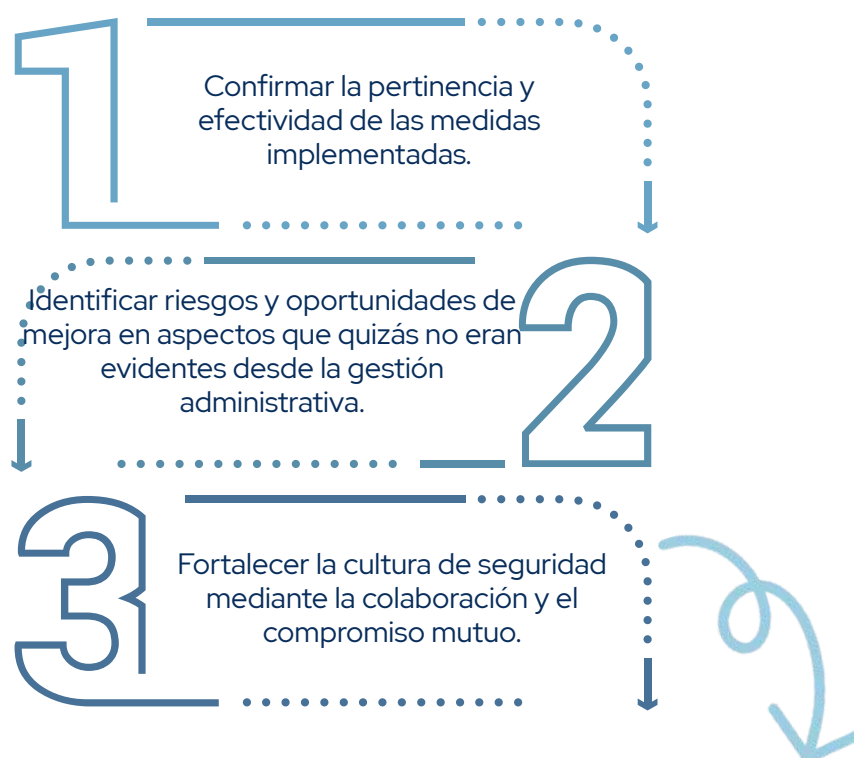 1
Confirmar la pertinencia y
efectividad de las medidas
implementadas.
2
Identificar riesgos y oportunidades de
mejora en aspectos que quizás no eran
evidentes desde la gestión
administrativa.
3
Fortalecer la cultura de seguridad
mediante la colaboración y el
compromiso mutuo.